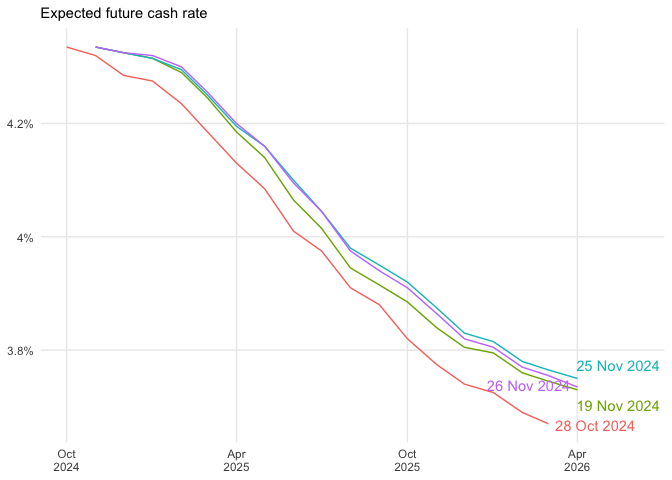 Expected future cash rate
4.2%
4%
3.8%
25 Nov 2024
26 Nov 2024
19 Nov 2024
28 Oct 2024
Oct
2024
Apr
2025
Oct
2025
Apr
2026